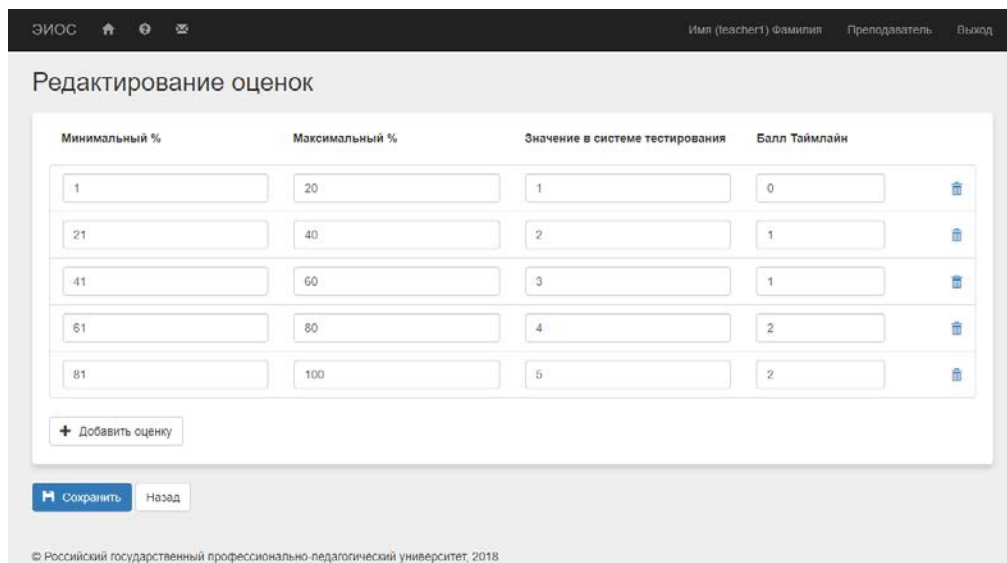 ЭИОС Имя (teacher1) Фамилия Преподаватель Выход
Редактирование оценок
Минимальный % Максимальный % Значение в системе тестирования Балл Таймлайн
1 20 1 0
21 40 2 1
41 60 3 1
61 80 4 2
81 100 5 2
+ Добавить оценку
Сохранить Назад
© Российский государственный профессионально-педагогический университет, 2018